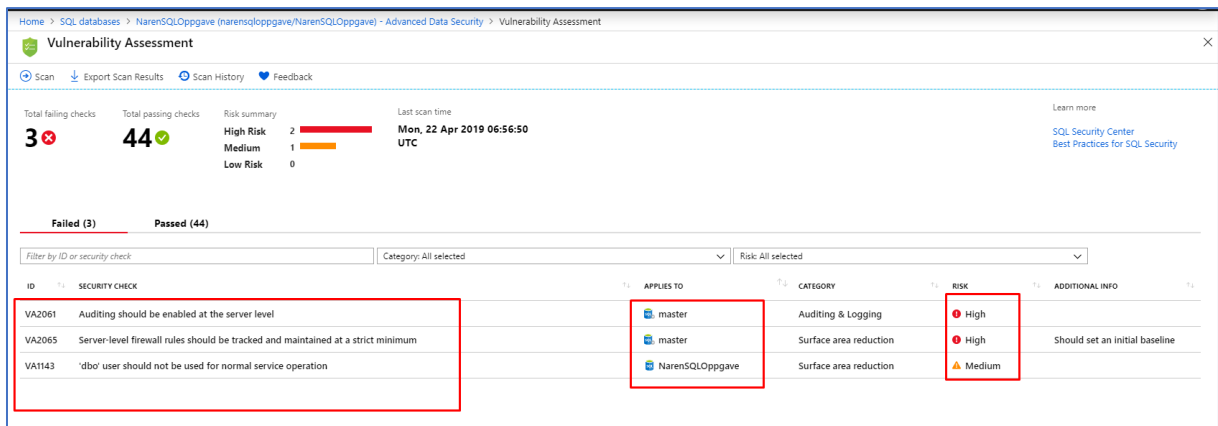 Home > SQL databases > NarenSQLOppgave (narensqloppgave/NarenSQLOppgave) - Advanced Data Security > Vulnerability Assessment
Vulnerability Assessment
Scan Export Scan Results Scan History Feedback
Total failing checks Total passing checks Risk summary Last scan time Learn more
3 44 High Risk 2 Mon, 22 Apr 2019 06:56:50 SQL Security Center
Medium 1 UTC Best Practices for SQL Security
Low Risk 0
Failed (3) Passed (44)
Filter by ID or security check Category: All selected Risk: All selected
ID SECURITY CHECK APPLIES TO CATEGORY RISK ADDITIONAL INFO
VA2061 Auditing should be enabled at the server level master Auditing & Logging High
VA2065 Server-level firewall rules should be tracked and maintained at a strict minimum master Surface area reduction High Should set an initial baseline
VA1143 'dbo' user should not be used for normal service operation NarenSQLOppgave Surface area reduction Medium